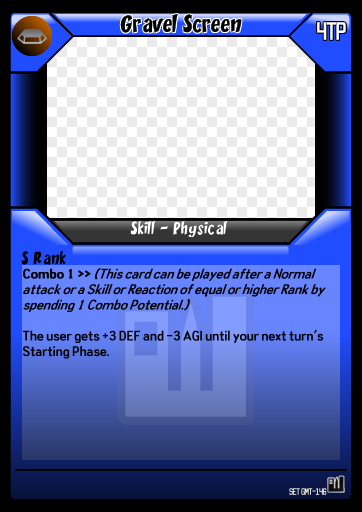 Gravel Screen
4TP
Skill - Physical
S Rank
Combo 1 >> (This card can be played after a Normal
attack or a Skill or Reaction of equal or higher Rank by
spending 1 Combo Potential.)
The user gets +3 DEF and -3 AGI until your next turn's
Starting Phase.
SET GMT-146